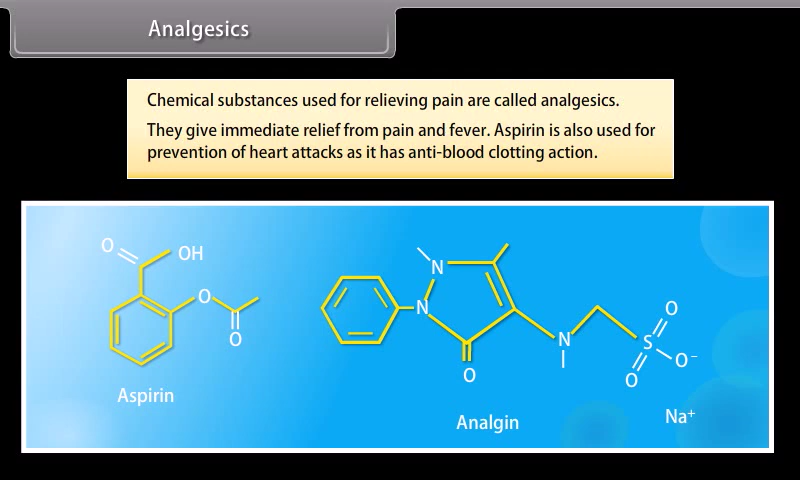 Analgesics
Chemical substances used for relieving pain are called analgesics.
They give immediate relief from pain and fever. Aspirin is also used for
prevention of heart attacks as it has anti-blood clotting action.
O
OH
O
O
Aspirin
N
N
O
N
O
S
O⁻
O
Na⁺
Analgin